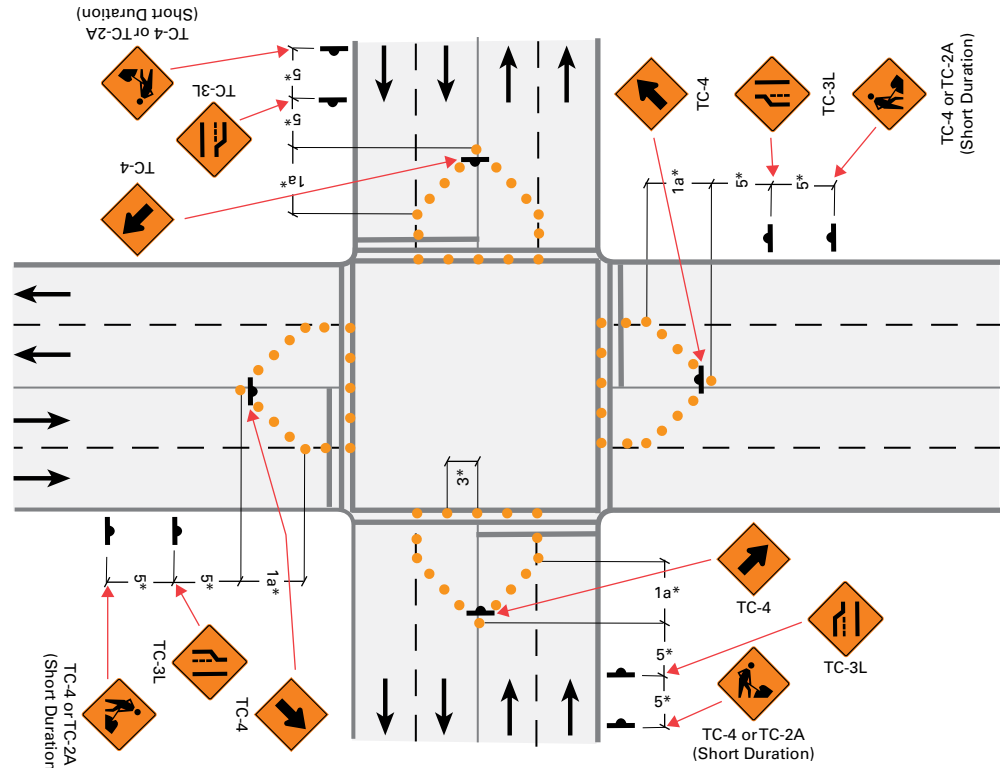 TC-4 or TC-2A
(Short Duration)
5*
TC-3L
5*
TC-4
1a*
TC-4
TC-3L
TC-4 or TC-2A
(Short Duration)
1a*
5*
5*
3*
5*
5*
1a*
TC-4 or TC-2A
(Short Duration)
TC-3L
TC-4
TC-4
1a*
5*
TC-3L
5*
TC-4 or TC-2A
(Short Duration)